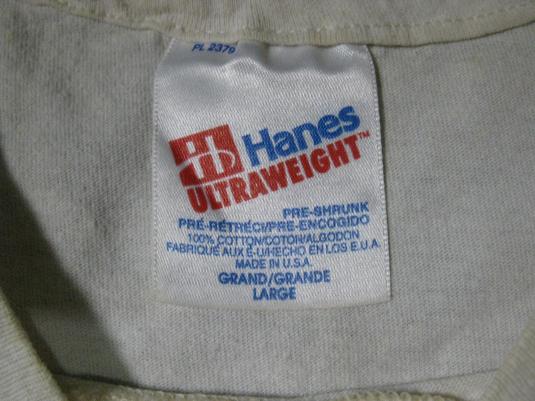 PL 2379
Hanes
ULTRAWEIGHT™
PRE-SHRUNK
PRÉ-RÉTRÉCI/PRE-ENCOGIDO
100% COTTON/COTON/ALGODON
FABRIQUÉ AUX É-U/HECHO EN LOS E.U.A.
MADE IN U.S.A.
GRAND/GRANDE
LARGE